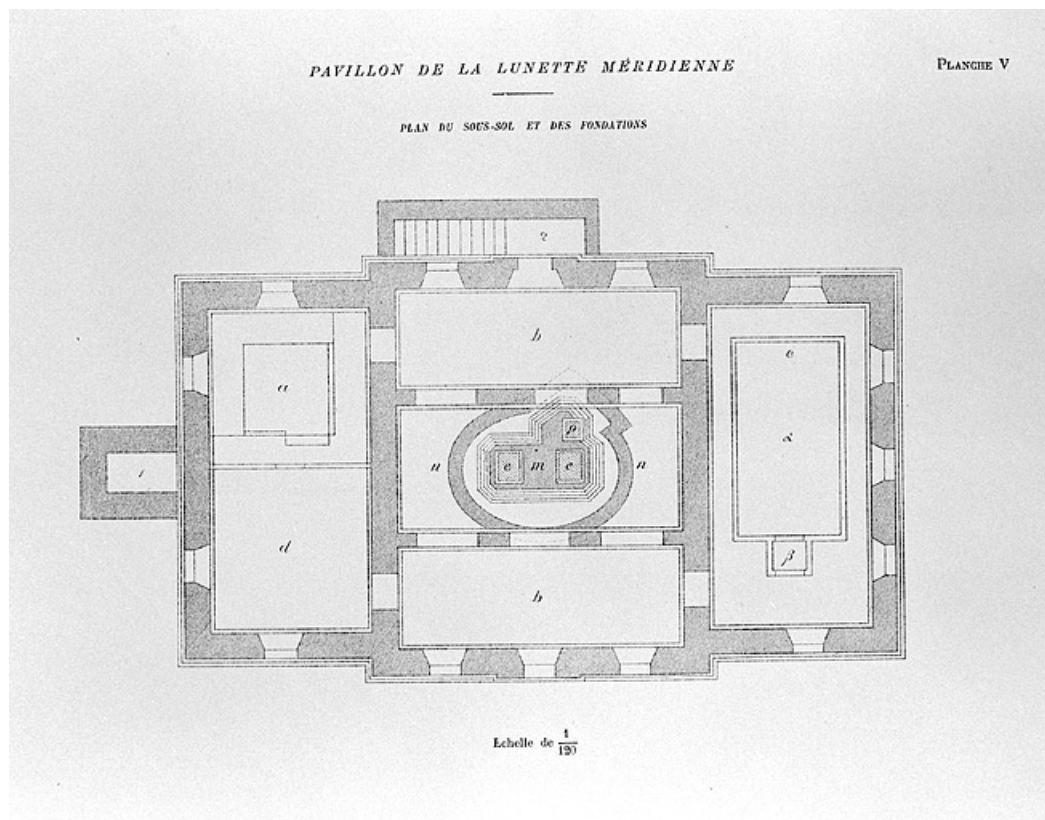 PAVILLON DE LA LUNETTE MÉRIDIENNE
PLANCHE V
PLAN DU SOUS-SOL ET DES FONDATIONS
b
a
e
p
α
n
e
m
e
n
d
β
b
Echelle de 1/120